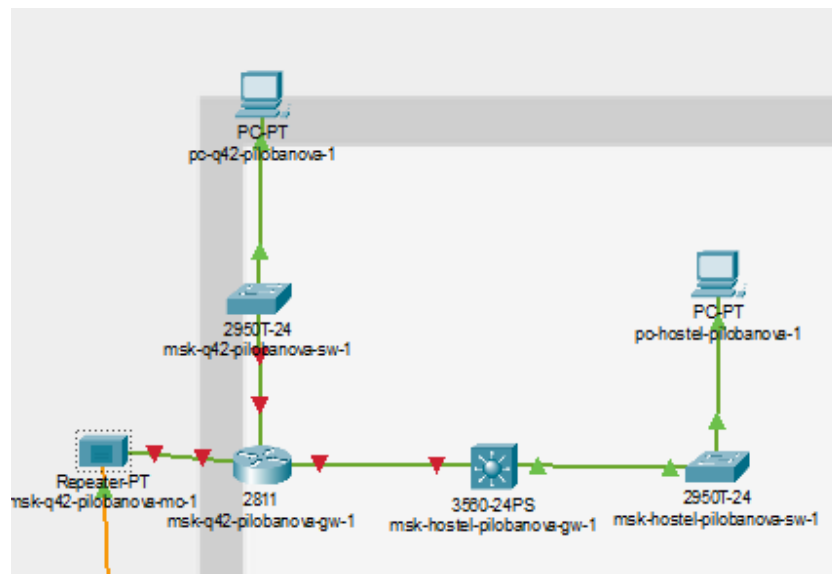 PC-PT
pc-q42-pilobanova-1
2950T-24
msk-q42-pilobanova-sw-1
PC-PT
pc-hostel-pilobanova-1
Repeater-PT
msk-q42-pilobanova-mc-1
2811
msk-q42-pilobanova-gw-1
3560-24PS
msk-hostel-pilobanova-gw-1
2950T-24
msk-hostel-pilobanova-sw-1